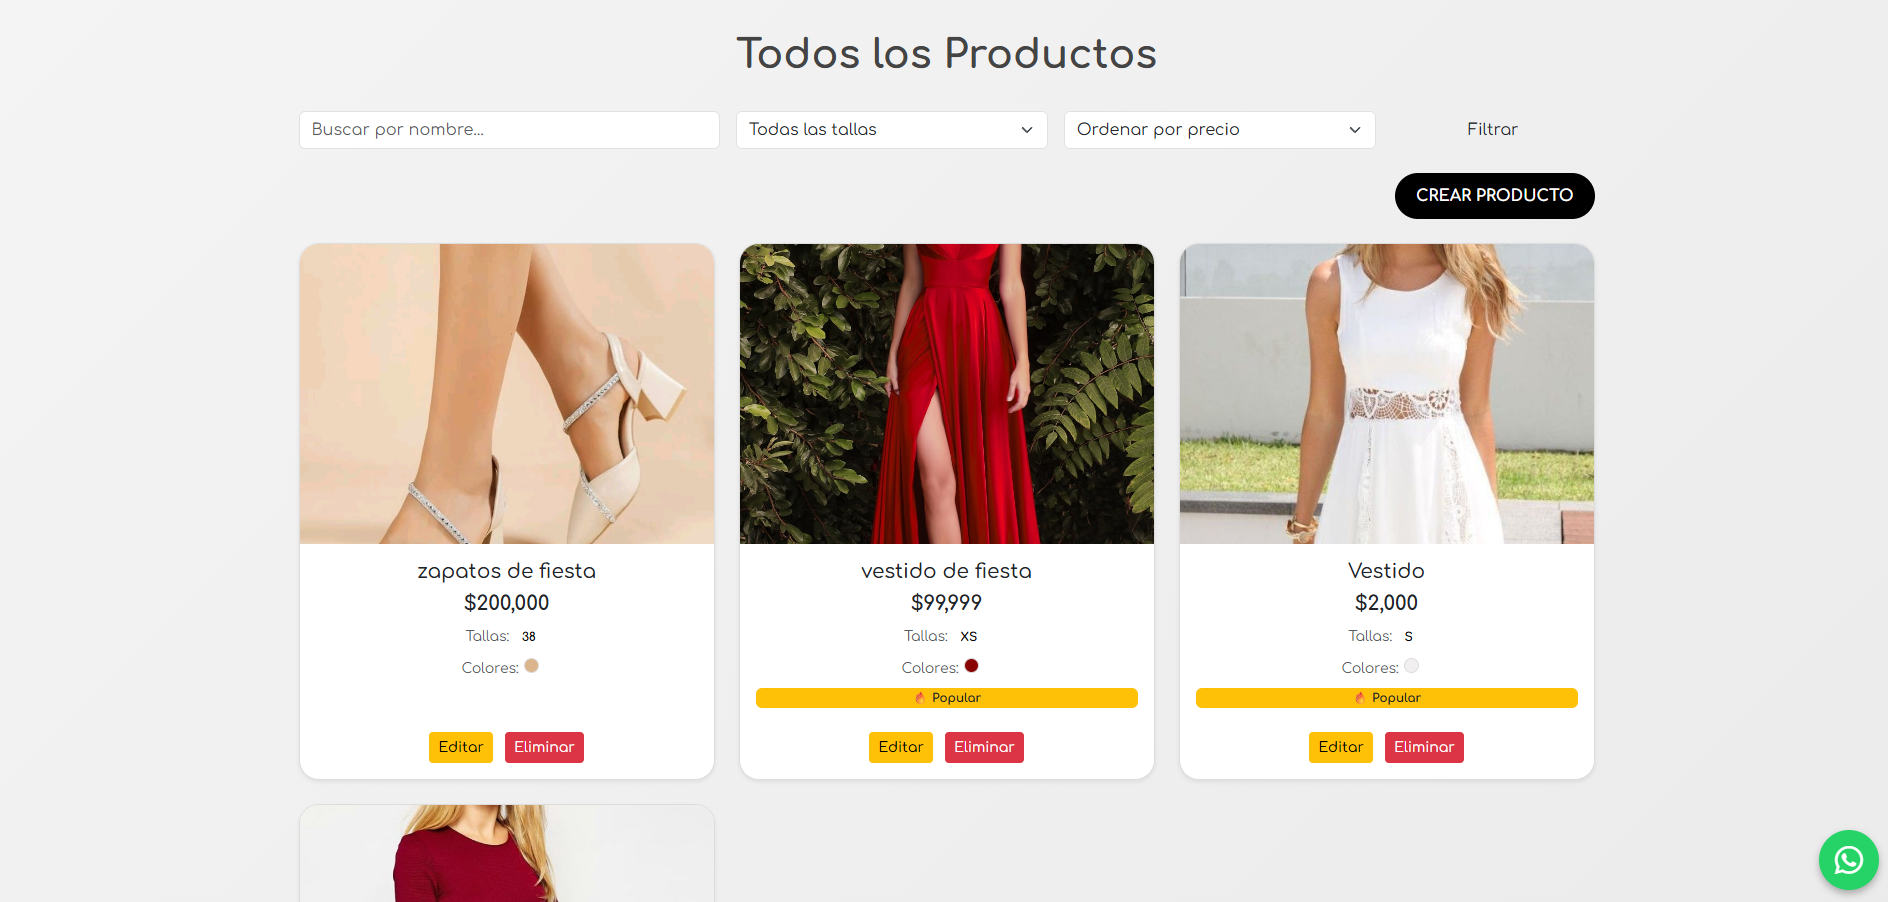 Todos los Productos
Buscar por nombre...
Todas las tallas
Ordenar por precio
Filtrar
CREAR PRODUCTO
zapatos de fiesta
$200,000
Tallas: 38
Colores:
Editar Eliminar
vestido de fiesta
$99,999
Tallas: XS
Colores:
🔥 Popular
Editar Eliminar
Vestido
$2,000
Tallas: S
Colores:
🔥 Popular
Editar Eliminar